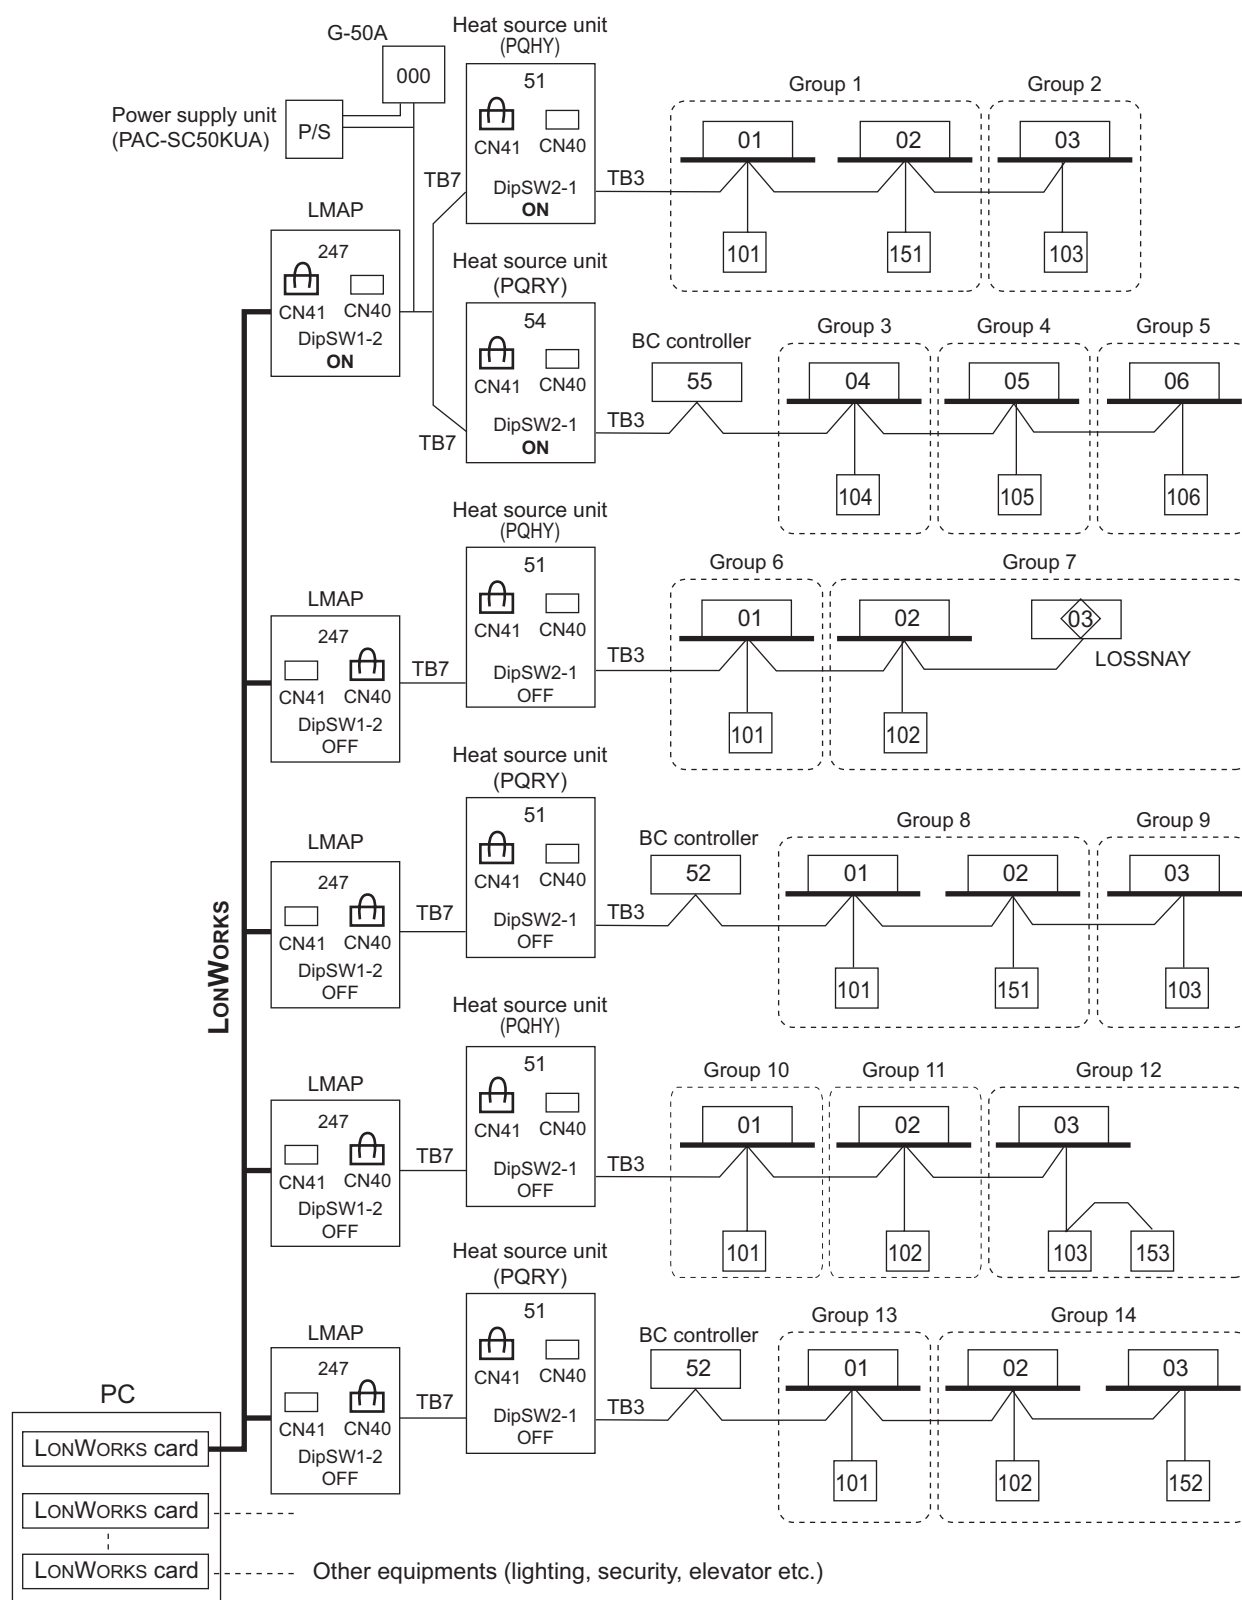 G-50A
000
Power supply unit
(PAC-SC50KUA)
P/S
Heat source unit
(PQHY)
51
CN41 CN40
DipSW2-1
ON
TB7
TB3
Group 1
01
02
101
151
Group 2
03
103
LMAP
247
CN41 CN40
DipSW1-2
ON
Heat source unit
(PQRY)
54
CN41 CN40
DipSW2-1
ON
TB7
TB3
BC controller
55
Group 3
04
104
Group 4
05
105
Group 5
06
106
LMAP
247
CN41 CN40
DipSW1-2
OFF
TB7
Heat source unit
(PQHY)
51
CN41 CN40
DipSW2-1
OFF
TB3
Group 6
01
101
Group 7
02
102
03
LOSSNAY
LMAP
247
CN41 CN40
DipSW1-2
OFF
TB7
Heat source unit
(PQRY)
51
CN41 CN40
DipSW2-1
OFF
TB3
BC controller
52
Group 8
01
02
101
151
Group 9
03
103
LONWORKS
LMAP
247
CN41 CN40
DipSW1-2
OFF
TB7
Heat source unit
(PQHY)
51
CN41 CN40
DipSW2-1
OFF
TB3
Group 10
01
101
Group 11
02
102
Group 12
03
103
153
LMAP
247
CN41 CN40
DipSW1-2
OFF
TB7
Heat source unit
(PQRY)
51
CN41 CN40
DipSW2-1
OFF
TB3
BC controller
52
Group 13
01
101
Group 14
02
03
102
152
PC
LONWORKS card
LONWORKS card
LONWORKS card
Other equipments (lighting, security, elevator etc.)